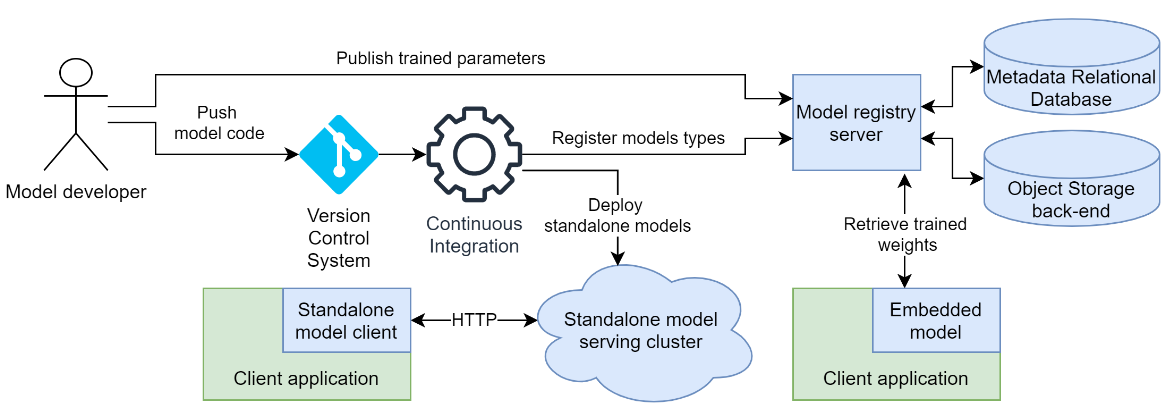 Publish trained parameters
Push
model code
Model developer
Version
Control
System
Continuous
Integration
Register models types
Deploy
standalone models
Model registry
server
Metadata Relational
Database
Object Storage
back-end
Retrieve trained
weights
Standalone
model client
Client application
HTTP
Standalone model
serving cluster
Embedded
model
Client application